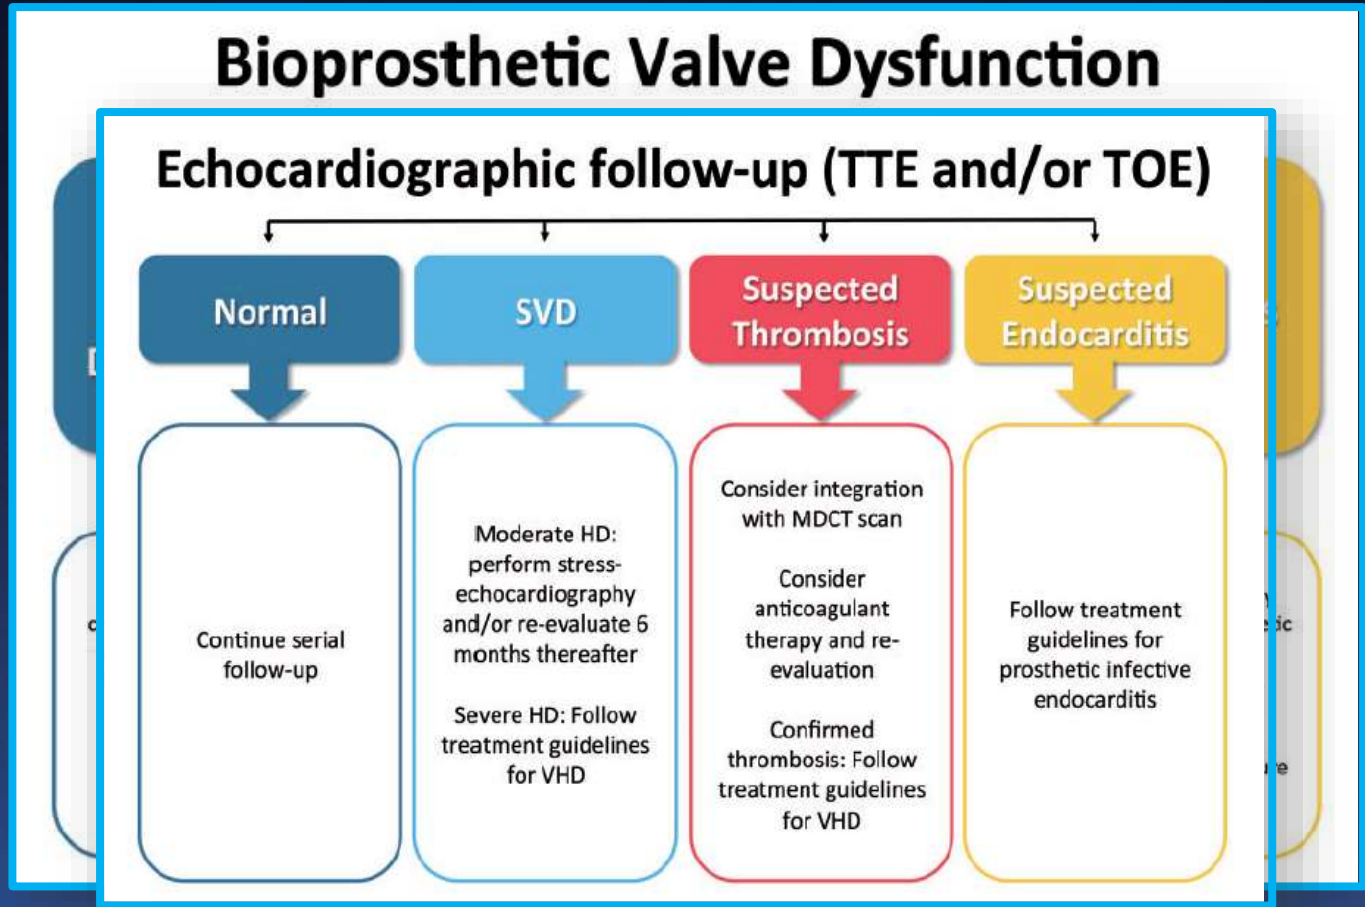 Bioprosthetic Valve Dysfunction
Echocardiographic follow-up (TTE and/or TOE)
Normal
SVD
Suspected
Thrombosis
Suspected
Endocarditis
Continue serial
follow-up
Moderate HD:
perform stress-
echocardiography
and/or re-evaluate 6
months thereafter
Severe HD: Follow
treatment guidelines
for VHD
Consider integration
with MDCT scan
Consider
anticoagulant
therapy and re-
evaluation
Confirmed
thrombosis: Follow
treatment guidelines
for VHD
Follow treatment
guidelines for
prosthetic infective
endocarditis